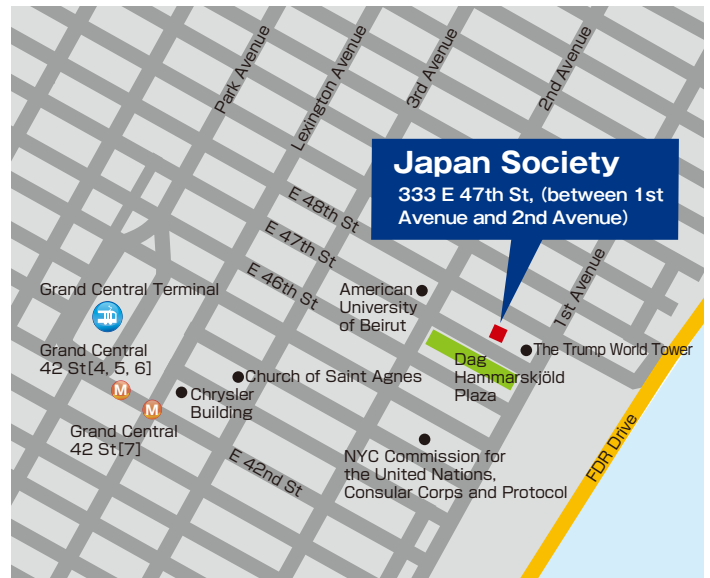 Park Avenue
Lexington Avenue
3rd Avenue
2nd Avenue
Japan Society
333 E 47th St, (between 1st
Avenue and 2nd Avenue)
E 48th St
E 47th St
E 46th St
1st Avenue
Grand Central Terminal
American
University
of Beirut
Grand Central
42 St[4, 5, 6]
The Trump World Tower
Dag
Hammarskjöld
Plaza
Church of Saint Agnes
Chrysler
Building
M
M
Grand Central
42 St[7]
E 42nd St
NYC Commission for
the United Nations,
Consular Corps and Protocol
FDR Drive